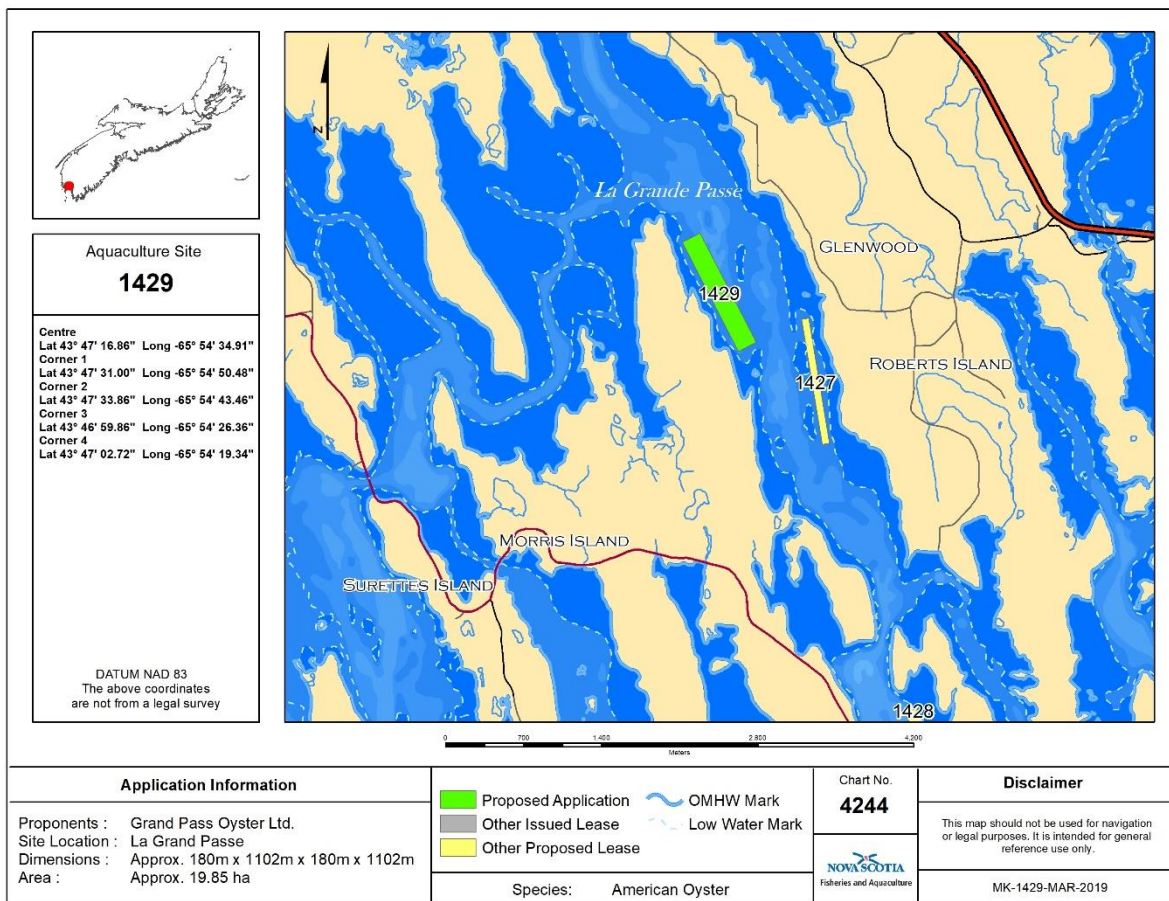 Aquaculture Site
1429
Centre
Lat 43° 47' 16.86" Long -65° 54' 34.91"
Corner 1
Lat 43° 47' 31.00" Long -65° 54' 50.48"
Corner 2
Lat 43° 47' 33.86" Long -65° 54' 43.46"
Corner 3
Lat 43° 46' 59.86" Long -65° 54' 26.36"
Corner 4
Lat 43° 47' 02.72" Long -65° 54' 19.34"
DATUM NAD 83
The above coordinates
are not from a legal survey
N
La Grande Passe
GLENWOOD
1429
ROBERTS ISLAND
1427
MORRIS ISLAND
SURETTES ISLAND
1428
0 700 1,400 2,800 4,200
Meters
Application Information
Proponents : Grand Pass Oyster Ltd.
Site Location : La Grand Passe
Dimensions : Approx. 180m x 1102m x 180m x 1102m
Area : Approx. 19.85 ha
Proposed Application
Other Issued Lease
Other Proposed Lease
OMHW Mark
Low Water Mark
Species: American Oyster
Chart No.
4244
NOVA SCOTIA
Fisheries and Aquaculture
Disclaimer
This map should not be used for navigation
or legal purposes. It is intended for general
reference use only.
MK-1429-MAR-2019